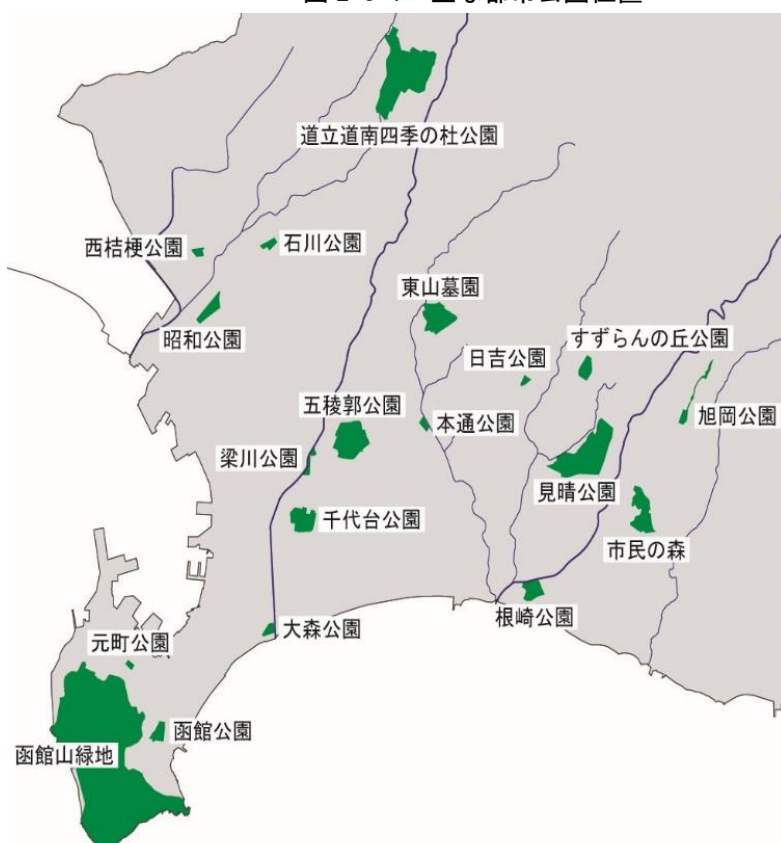 道立道南四季の杜公園
西桔梗公園
石川公園
東山墓園
昭和公園
すずらんの丘公園
日吉公園
五稜郭公園
本通公園
旭岡公園
梁川公園
見晴公園
千代台公園
市民の森
根崎公園
大森公園
元町公園
函館公園
函館山緑地